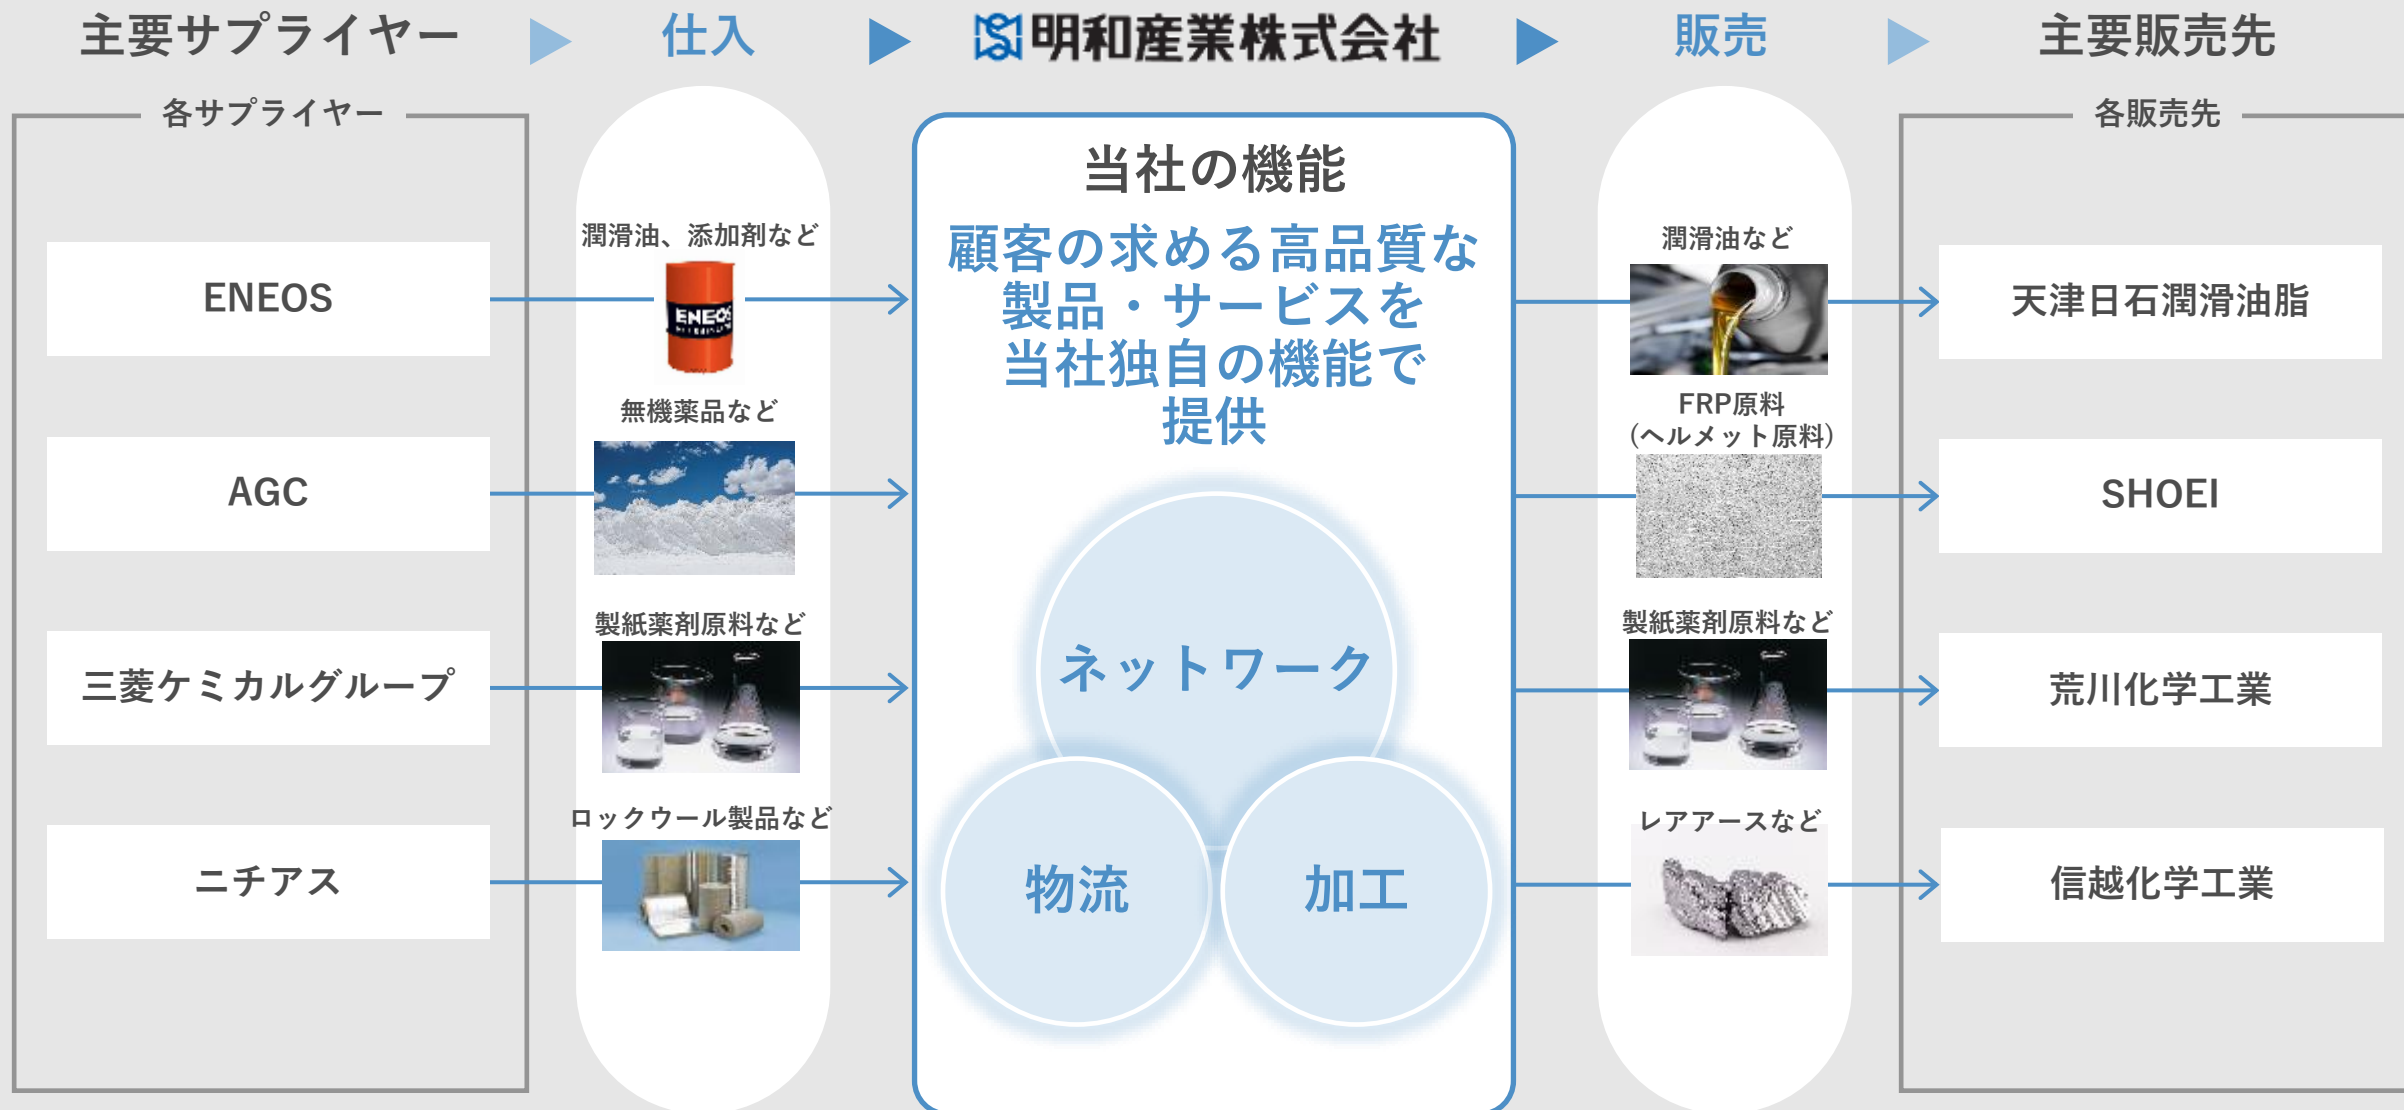 主要サプライヤー
仕入
明和産業株式会社
販売
主要販売先
各サプライヤー
ENEOS
AGC
三菱ケミカルグループ
ニチアス
潤滑油、添加剤など
ENEOS
無機薬品など
製紙薬剤原料など
ロックウール製品など
当社の機能
顧客の求める高品質な
製品・サービスを
当社独自の機能で
提供
ネットワーク
物流
加工
潤滑油など
FRP原料
(ヘルメット原料)
製紙薬剤原料など
レアアースなど
各販売先
天津日石潤滑油脂
SHOEI
荒川化学工業
信越化学工業